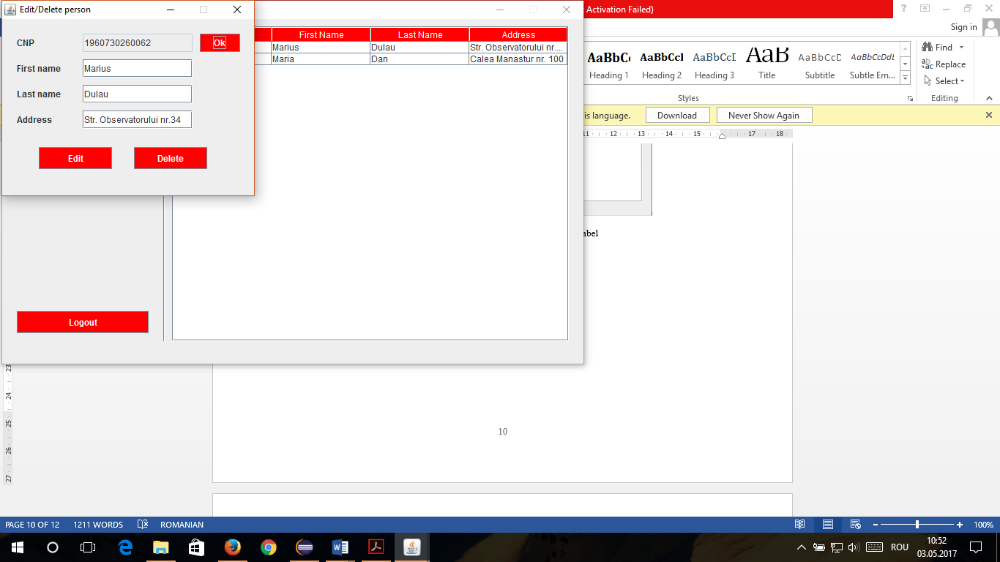 Edit/Delete person
CNP 1960730260062 Ok
First name Marius
Last name Dulau
Address Str. Observatorului nr.34
Edit Delete
First Name Last Name Address
Marius Dulau Str. Observatorului nr....
Maria Dan Calea Manastur nr. 100
Logout
Activation Failed)
Sign in
AaBbCc AaBbCcI AaBbCcI AaB AaBbCcD AaBbCcDdI
Heading 1 Heading 2 Heading 3 Title Subtitle Subtle Em...
Styles
Find
Replace
Select
Editing
is language. Download Never Show Again
11 12 13 14 15 17 18
abel
23
24
25
26
27
10
PAGE 10 OF 12 1211 WORDS ROMANIAN 100%
ROU 10:52
03.05.2017